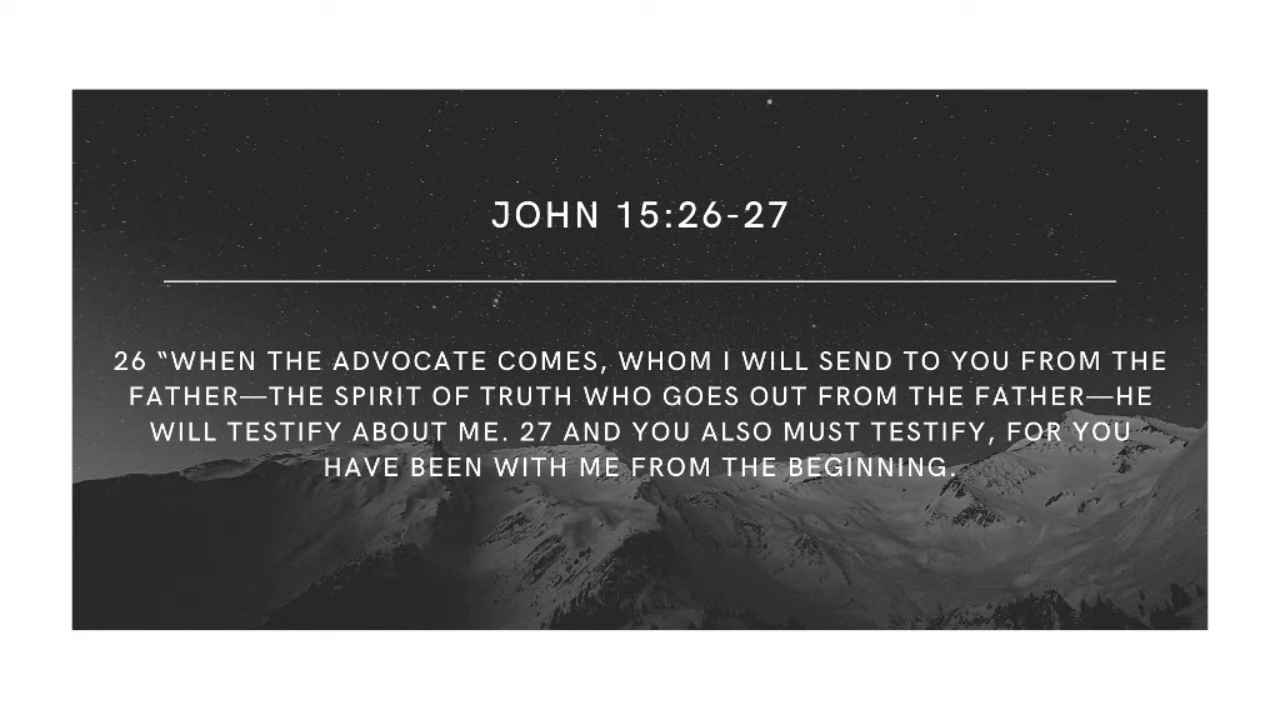 JOHN 15:26-27
26 “WHEN THE ADVOCATE COMES, WHOM I WILL SEND TO YOU FROM THE
FATHER—THE SPIRIT OF TRUTH WHO GOES OUT FROM THE FATHER—HE
WILL TESTIFY ABOUT ME. 27 AND YOU ALSO MUST TESTIFY, FOR YOU
HAVE BEEN WITH ME FROM THE BEGINNING.